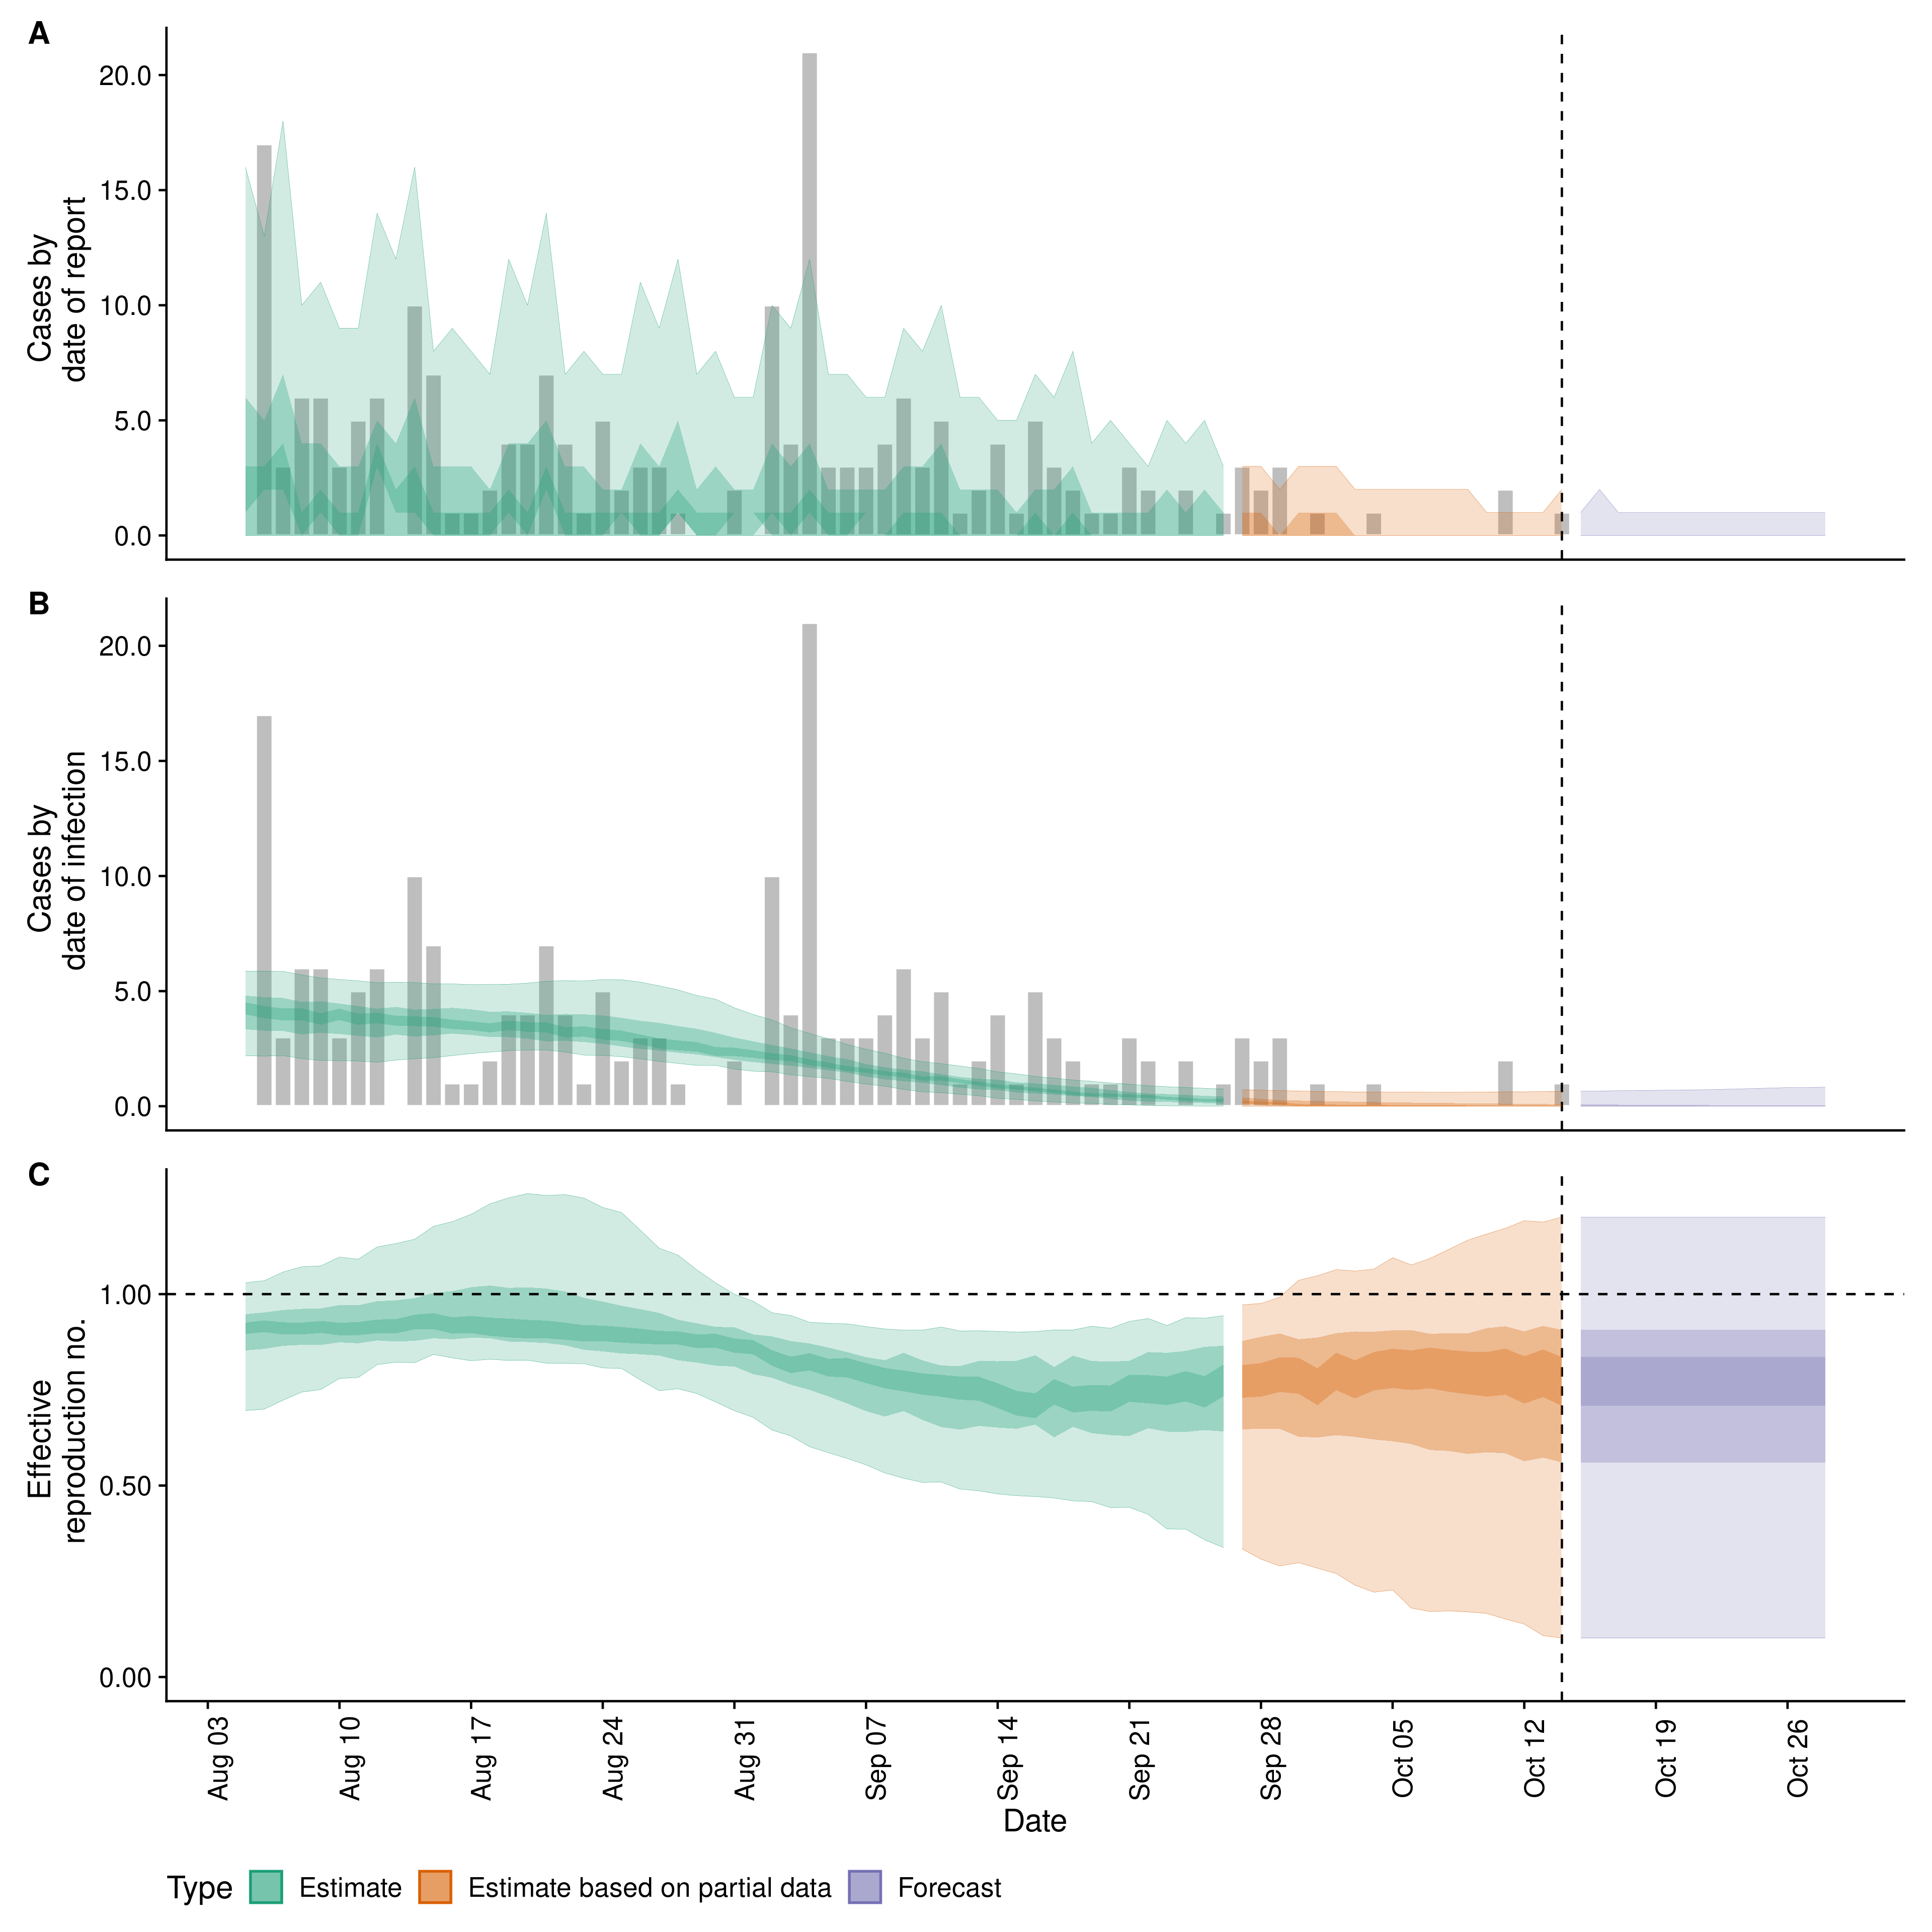 A
20.0
15.0
10.0
5.0
0.0
Cases by
date of report
B
20.0
15.0
10.0
5.0
0.0
Cases by
date of infection
C
1.00
0.50
0.00
Effective
reproduction no.
Aug 03
Aug 10
Aug 17
Aug 24
Aug 31
Sep 07
Sep 14
Sep 21
Sep 28
Oct 05
Oct 12
Oct 19
Oct 26
Date
Type Estimate Estimate based on partial data Forecast